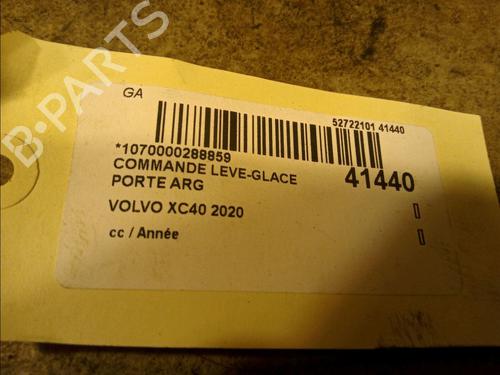 B-PARTS
GA
52722101 41440
*1070000288859
COMMANDE LEVE-GLACE
41440
PORTE ARG
VOLVO XC40 2020
cc / Année